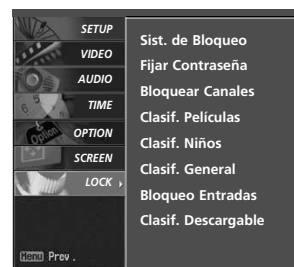 SETUP
VIDEO
AUDIO
TIME
OPTION
SCREEN
LOCK
Menu Prev.
Sist. de Bloqueo
Fijar Contraseña
Bloquear Canales
Clasif. Películas
Clasif. Niños
Clasif. General
Bloqueo Entradas
Clasif. Descargable